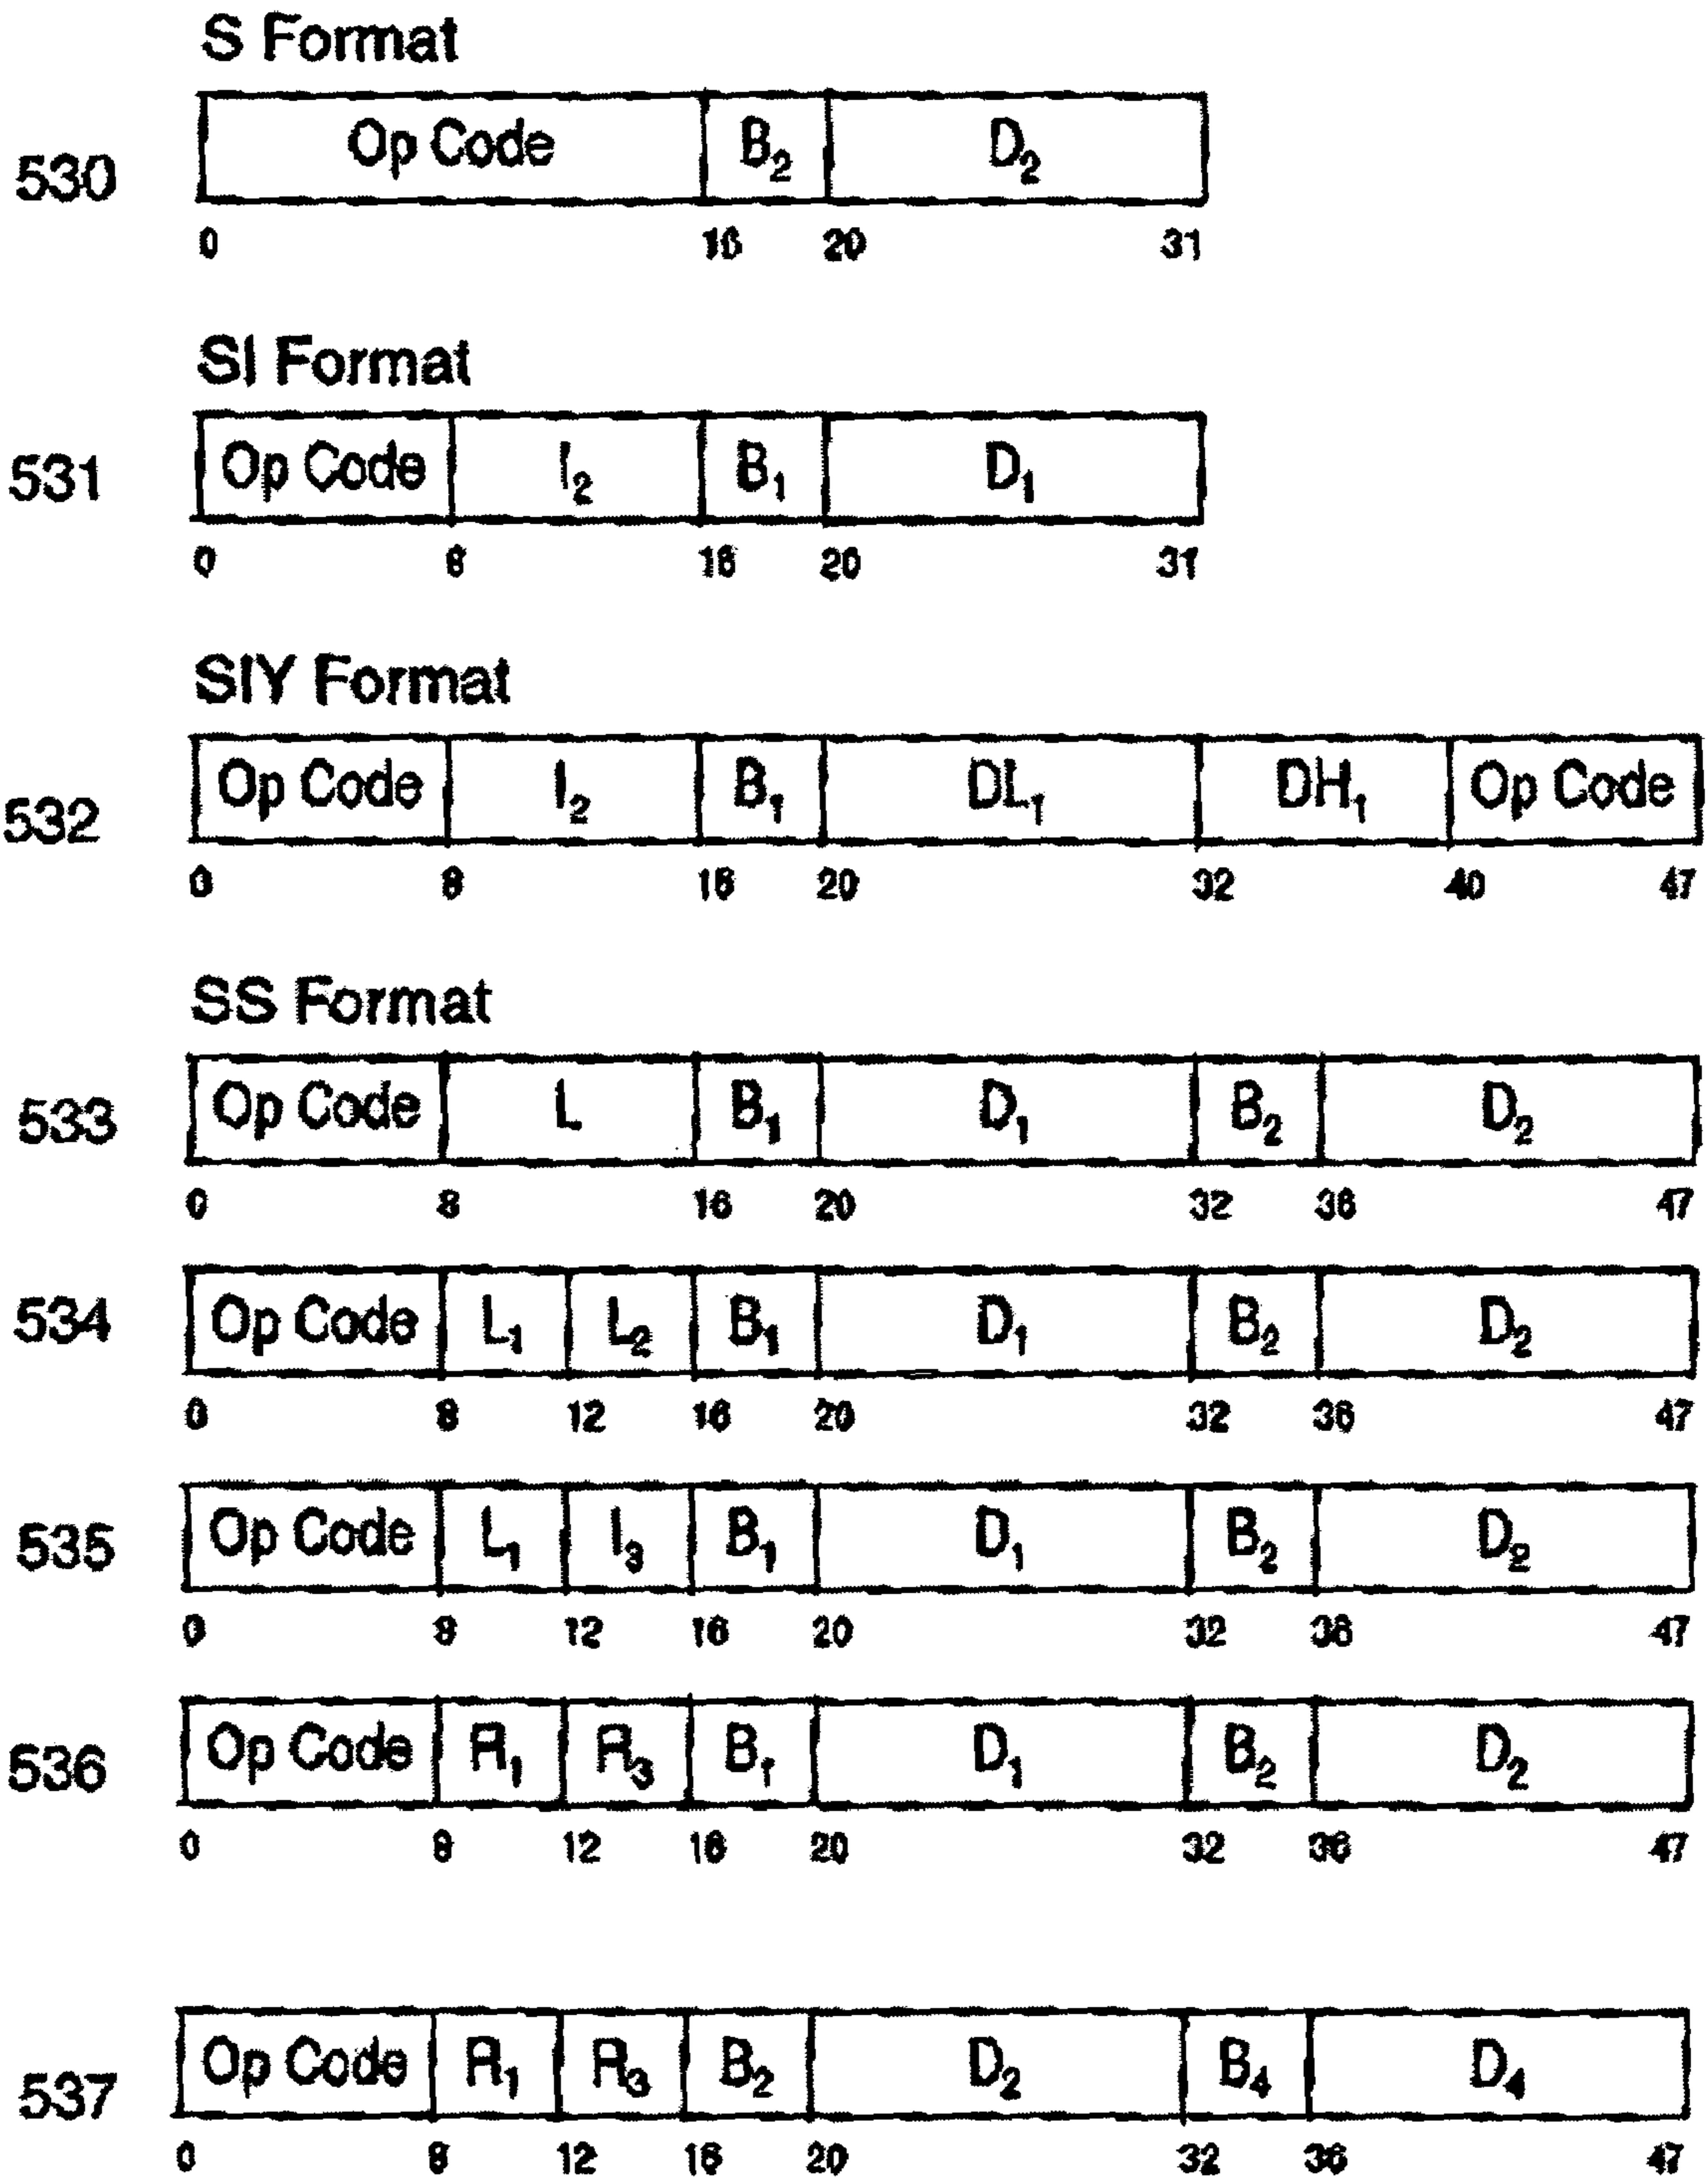 S Format
530 Op Code B₂ D₂
0 16 20 31
SI Format
531 Op Code I₂ B₁ D₁
0 8 16 20 31
SIY Format
532 Op Code I₂ B₁ DL₁ DH₁ Op Code
0 8 16 20 32 40 47
SS Format
533 Op Code L B₁ D₁ B₂ D₂
0 8 16 20 32 36 47
534 Op Code L₁ L₂ B₁ D₁ B₂ D₂
0 8 12 16 20 32 36 47
535 Op Code L₁ I₃ B₁ D₁ B₂ D₂
0 8 12 16 20 32 36 47
536 Op Code R₁ R₃ B₁ D₁ B₂ D₂
0 8 12 16 20 32 36 47
537 Op Code R₁ R₃ B₂ D₂ B₄ D₄
0 8 12 16 20 32 36 47